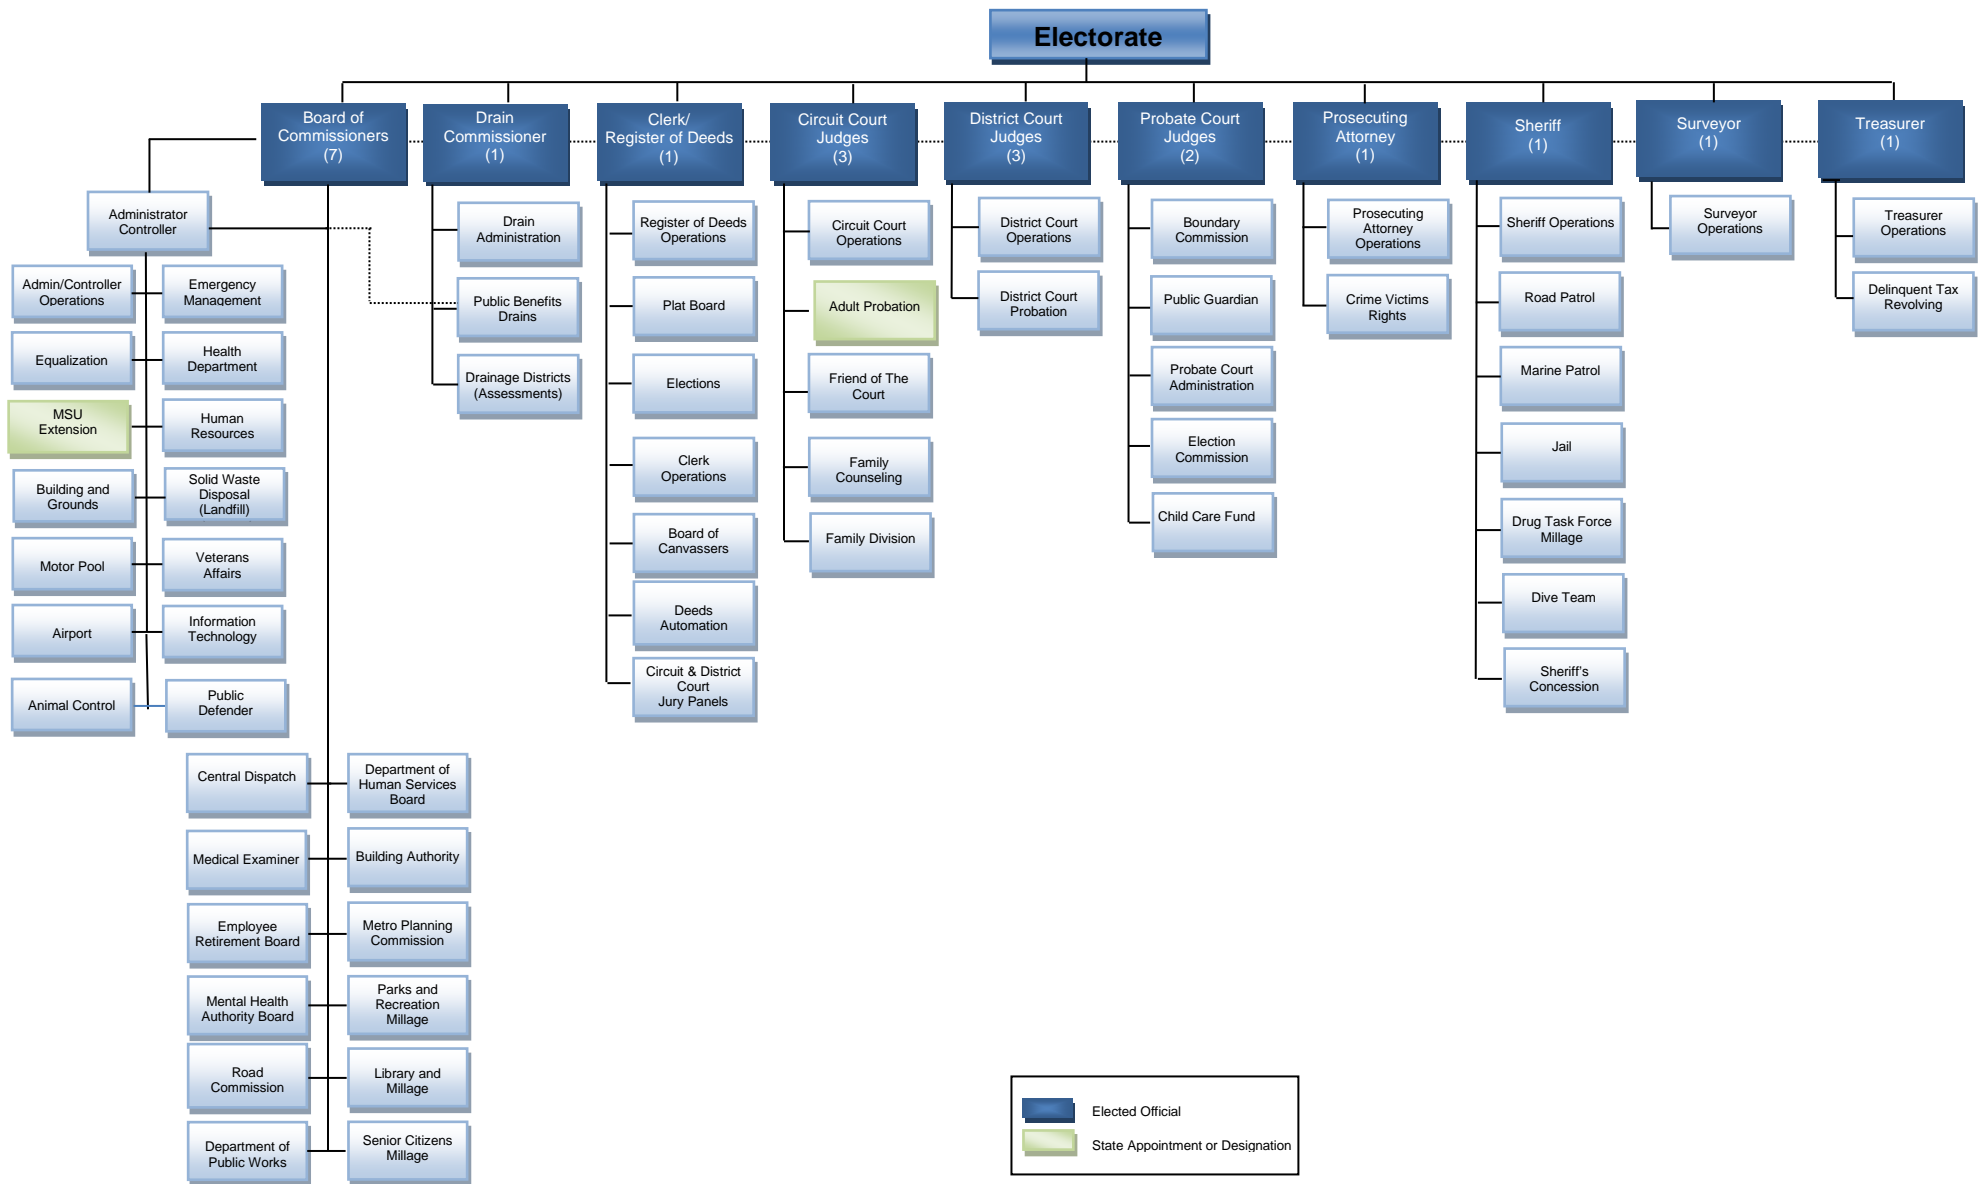 Electorate
Board of
Commissioners
(7)
Drain
Commissioner
(1)
Clerk/
Register of Deeds
(1)
Circuit Court
Judges
(3)
District Court
Judges
(3)
Probate Court
Judges
(2)
Prosecuting
Attorney
(1)
Sheriff
(1)
Surveyor
(1)
Treasurer
(1)
Administrator
Controller
Admin/Controller
Operations
Emergency
Management
Equalization
Health
Department
MSU
Extension
Human
Resources
Building and
Grounds
Solid Waste
Disposal
(Landfill)
Motor Pool
Veterans
Affairs
Airport
Information
Technology
Animal Control
Public
Defender
Central Dispatch
Department of
Human Services
Board
Medical Examiner
Building Authority
Employee
Retirement Board
Metro Planning
Commission
Mental Health
Authority Board
Parks and
Recreation
Millage
Road
Commission
Library and
Millage
Department of
Public Works
Senior Citizens
Millage
Drain
Administration
Public Benefits
Drains
Drainage Districts
(Assessments)
Register of Deeds
Operations
Plat Board
Elections
Clerk
Operations
Board of
Canvassers
Deeds
Automation
Circuit & District
Court
Jury Panels
Circuit Court
Operations
Adult Probation
Friend of The
Court
Family
Counseling
Family Division
District Court
Operations
District Court
Probation
Boundary
Commission
Public Guardian
Probate Court
Administration
Election
Commission
Child Care Fund
Prosecuting
Attorney
Operations
Crime Victims
Rights
Sheriff Operations
Road Patrol
Marine Patrol
Jail
Drug Task Force
Millage
Dive Team
Sheriff's
Concession
Surveyor
Operations
Treasurer
Operations
Delinquent Tax
Revolving
Elected Official
State Appointment or Designation